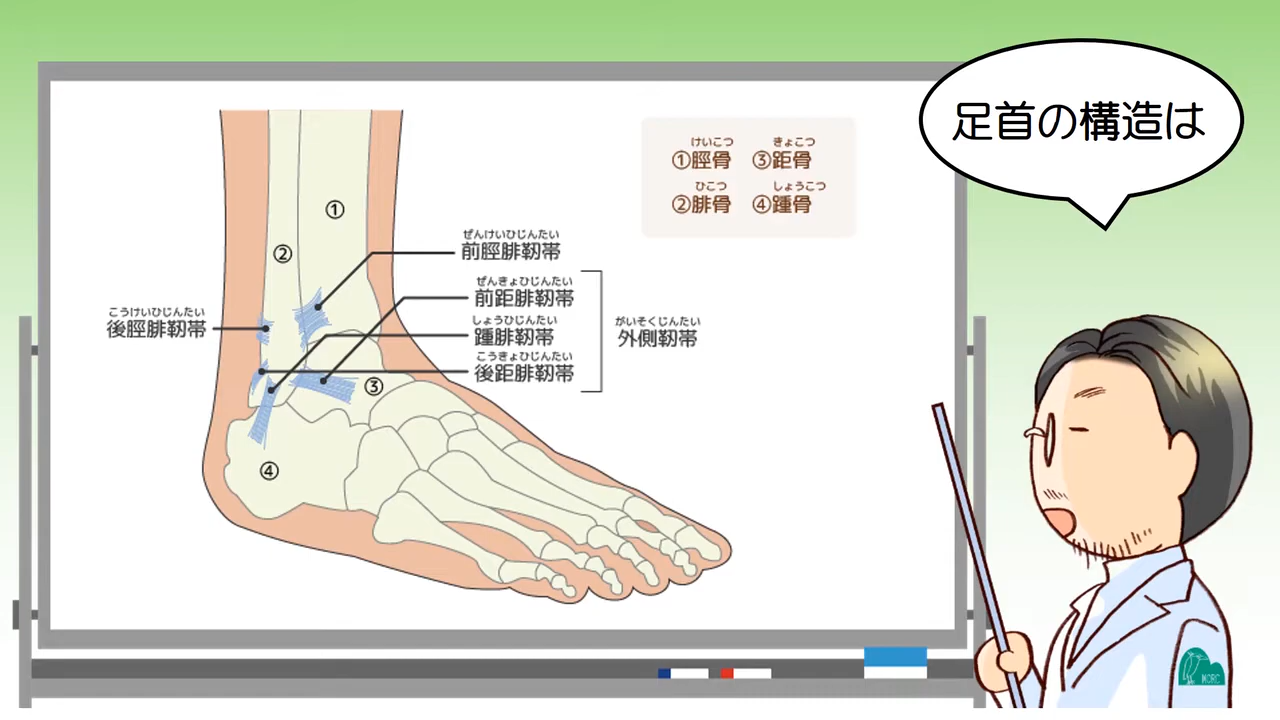 足首の構造は
けいこつ きょこつ
①脛骨 ③距骨
ひこつ しょうこつ
②腓骨 ④踵骨
①
②
ぜんけいひじんたい
前脛腓靭帯
ぜんきょひじんたい
前距腓靭帯
しょうひじんたい
踵腓靭帯
こうきょひじんたい
後距腓靭帯
がいそくじんたい
外側靭帯
こうけいひじんたい
後脛腓靭帯
③
④
MORC